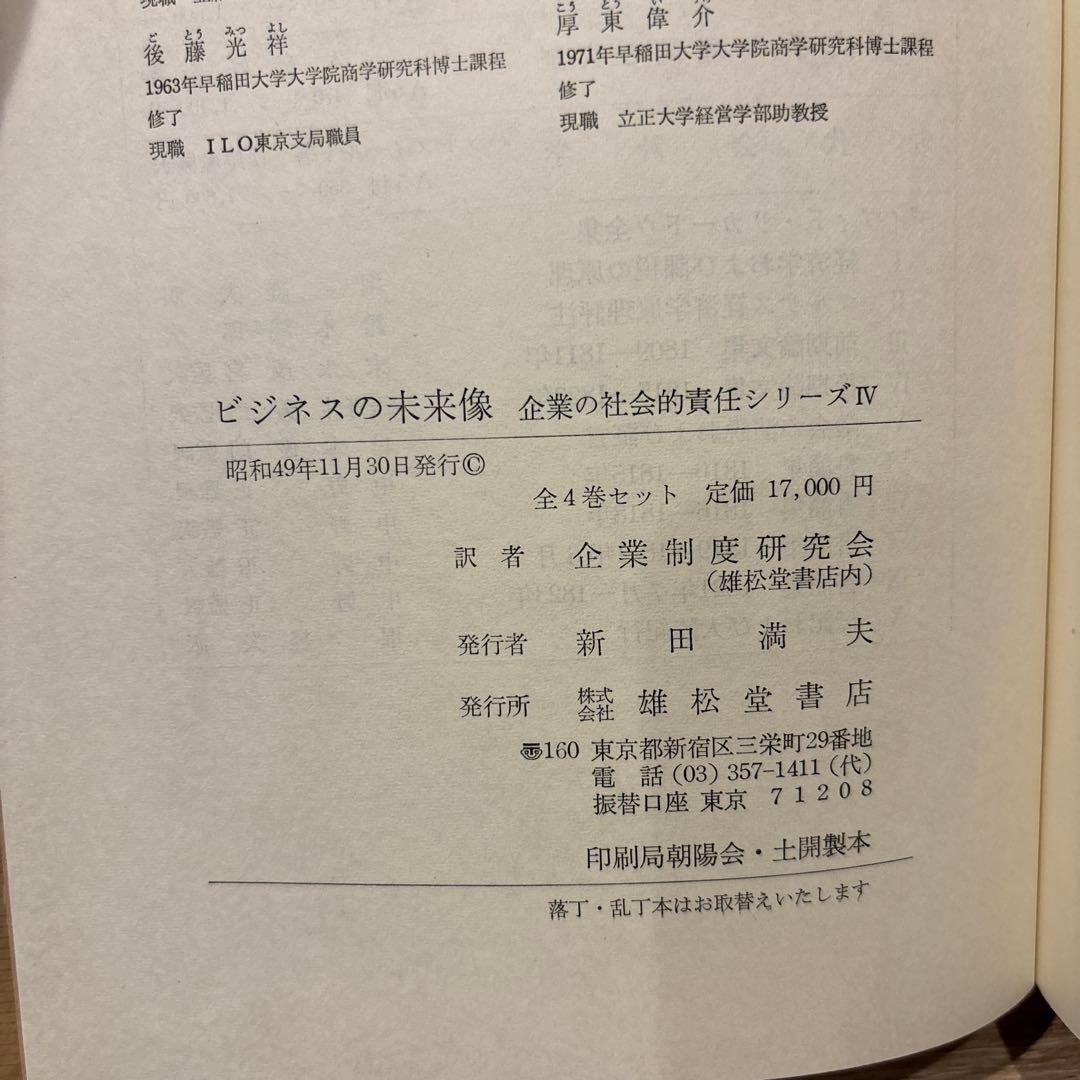 後藤光祥
ごとうみつよし
1963年早稲田大学大学院商学研究科博士課程
修了
現職 ILO東京支局職員
厚東偉介
1971年早稲田大学大学院商学研究科博士課程
修了
現職 立正大学経営学部助教授
ビジネスの未来像 企業の社会的責任シリーズⅣ
昭和49年11月30日発行©
全4巻セット 定価 17,000 円
訳者 企業制度研究会
(雄松堂書店内)
発行者 新田満夫
発行所 株式会社 雄松堂書店
160 東京都新宿区三栄町29番地
電話 (03) 357-1411 (代)
振替口座 東京 71208
印刷局朝陽会・土開製本
落丁・乱丁本はお取替えいたします